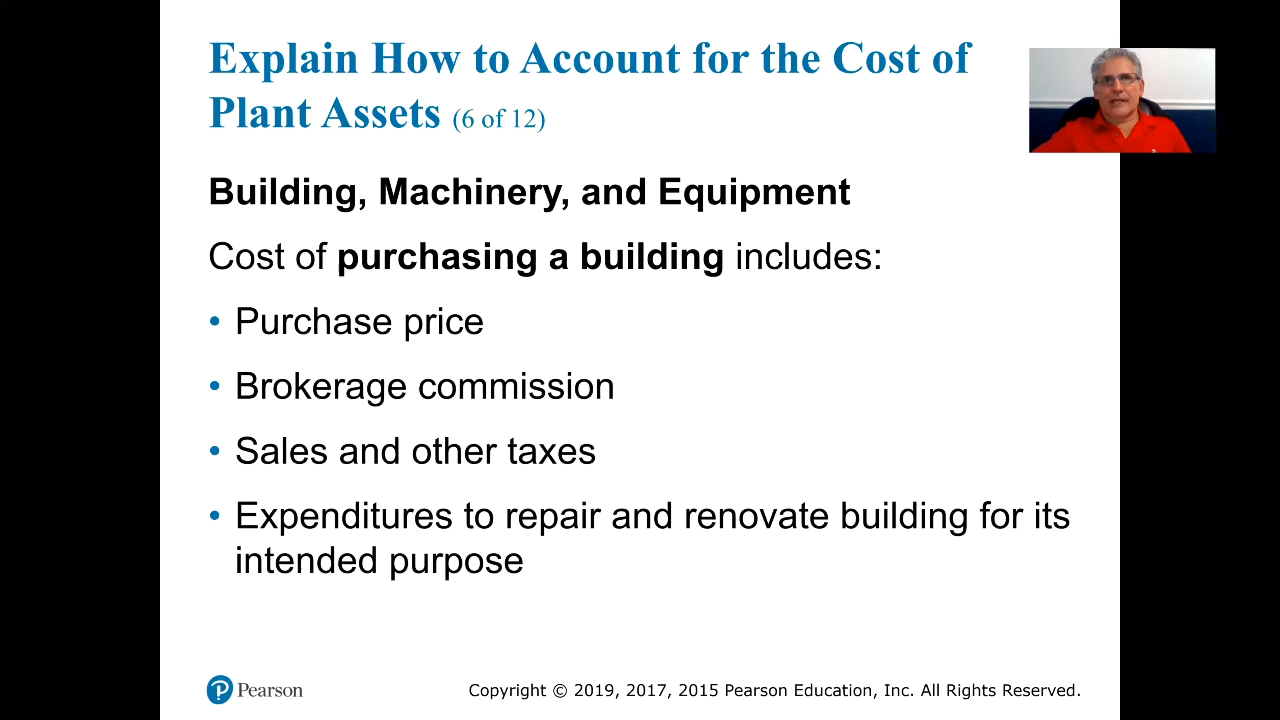 Explain How to Account for the Cost of
Plant Assets (6 of 12)
Building, Machinery, and Equipment
Cost of purchasing a building includes:
• Purchase price
• Brokerage commission
• Sales and other taxes
• Expenditures to repair and renovate building for its
intended purpose
P Pearson
Copyright © 2019, 2017, 2015 Pearson Education, Inc. All Rights Reserved.